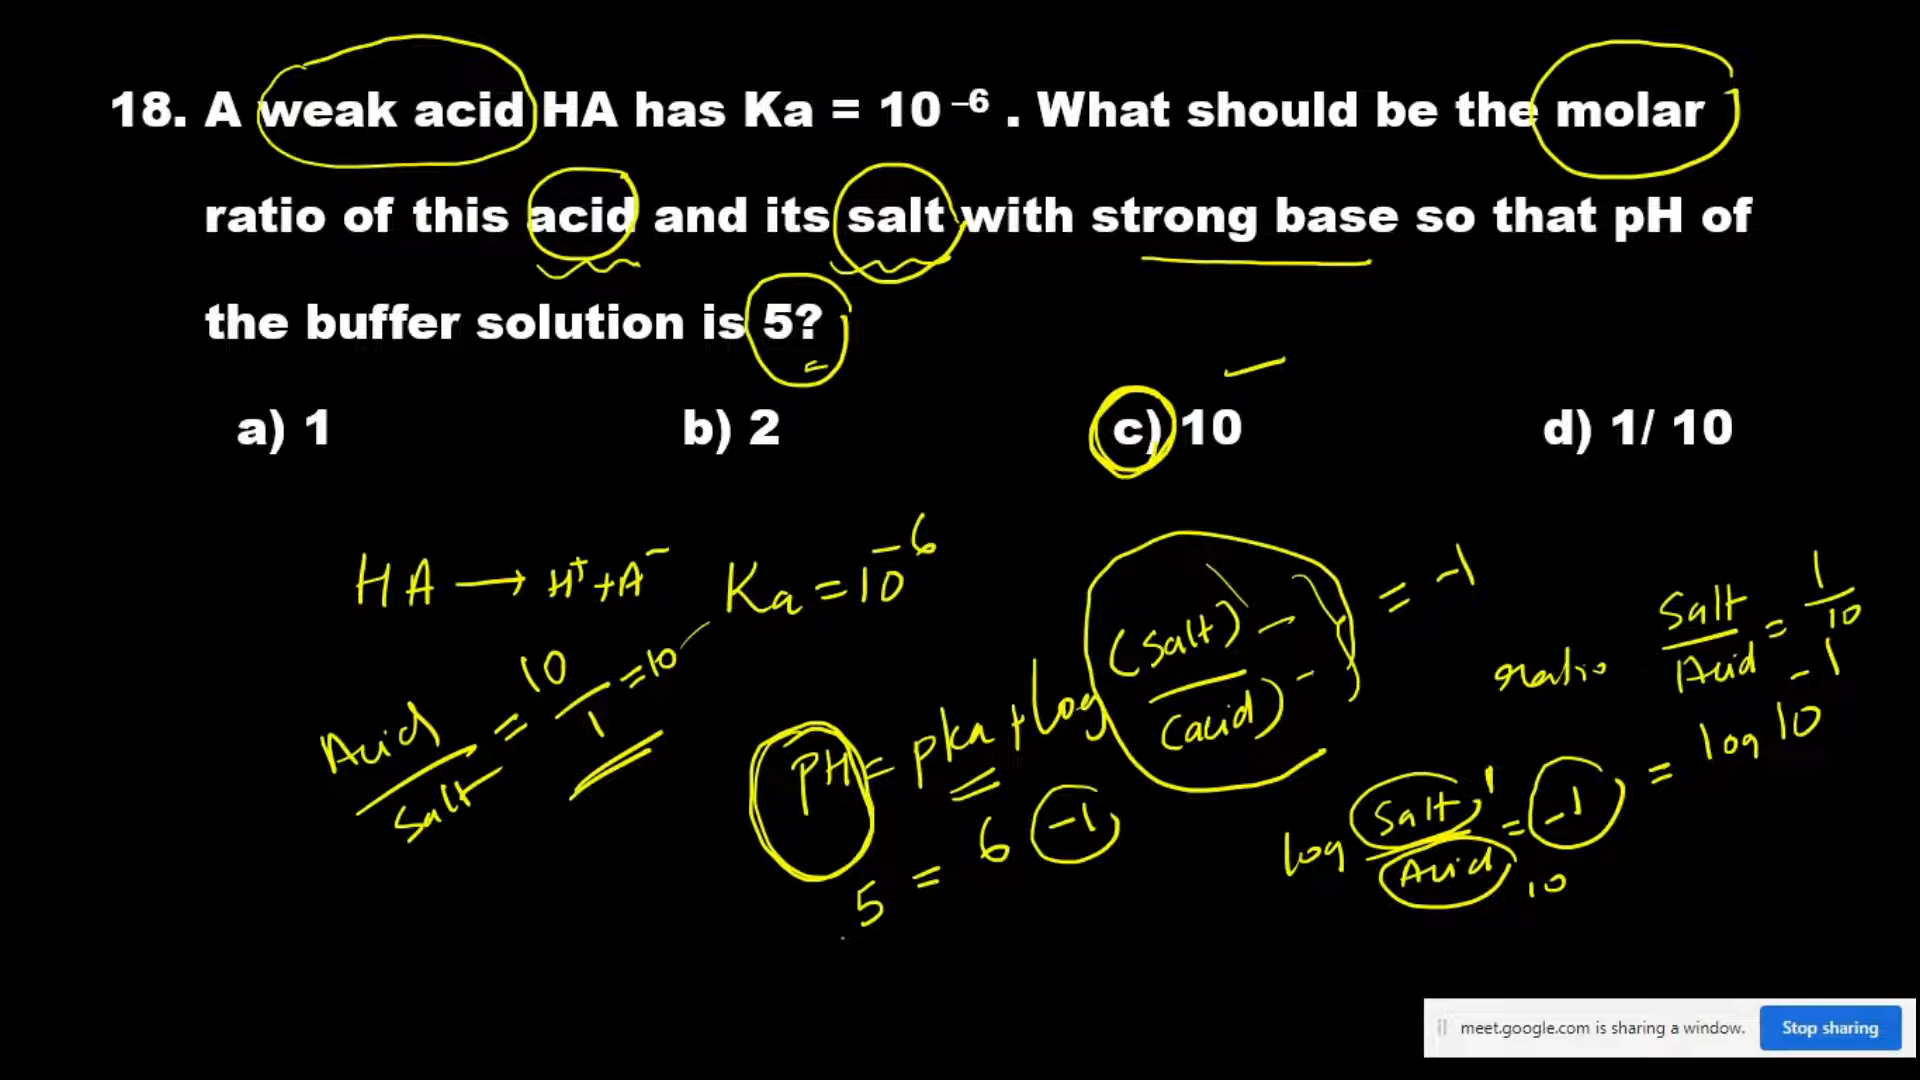 18. A weak acid HA has Ka = 10 ⁻⁶ . What should be the molar
ratio of this acid and its salt with strong base so that pH of
the buffer solution is 5?
a) 1 b) 2 c) 10 d) 1/ 10
HA → H⁺+A⁻ Ka = 10⁻⁶
Acid/Salt = 10/1 = 10
PH = pka + log (Salt)/(acid) = -1
5 = 6 -1
ratio Salt/Acid = 1/10
log Salt/Acid = -1 = log 10⁻¹
1
10
meet.google.com is sharing a window. Stop sharing